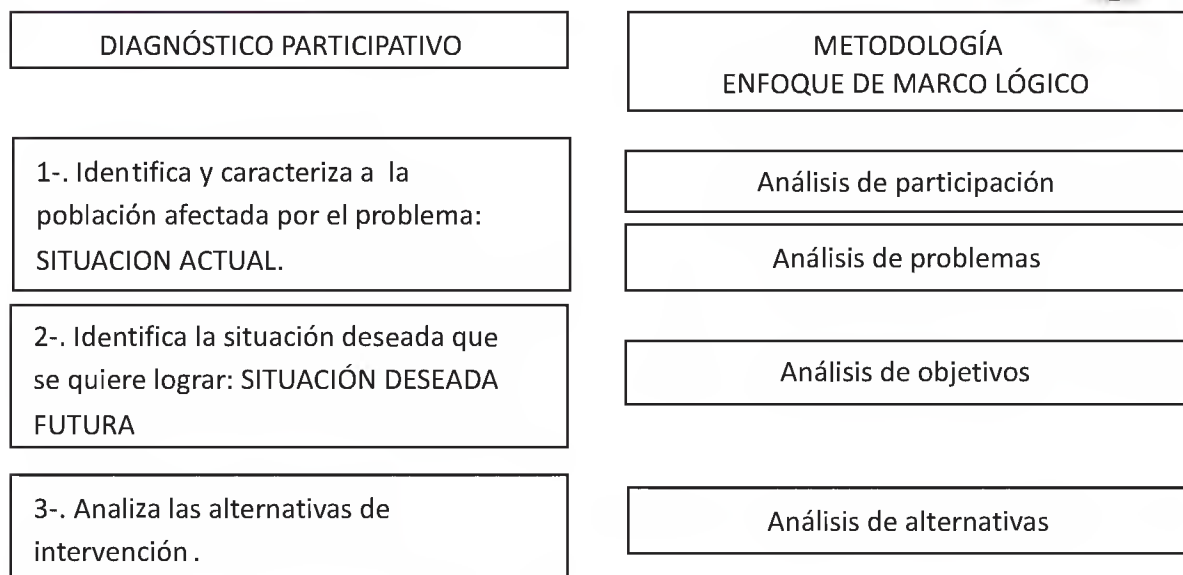 DIAGNÓSTICO PARTICIPATIVO
METODOLOGÍA
ENFOQUE DE MARCO LÓGICO
1-. Identifica y caracteriza a la
población afectada por el problema:
SITUACION ACTUAL.
Análisis de participación
Análisis de problemas
2-. Identifica la situación deseada que
se quiere lograr: SITUACIÓN DESEADA
FUTURA
Análisis de objetivos
3-. Analiza las alternativas de
intervención.
Análisis de alternativas